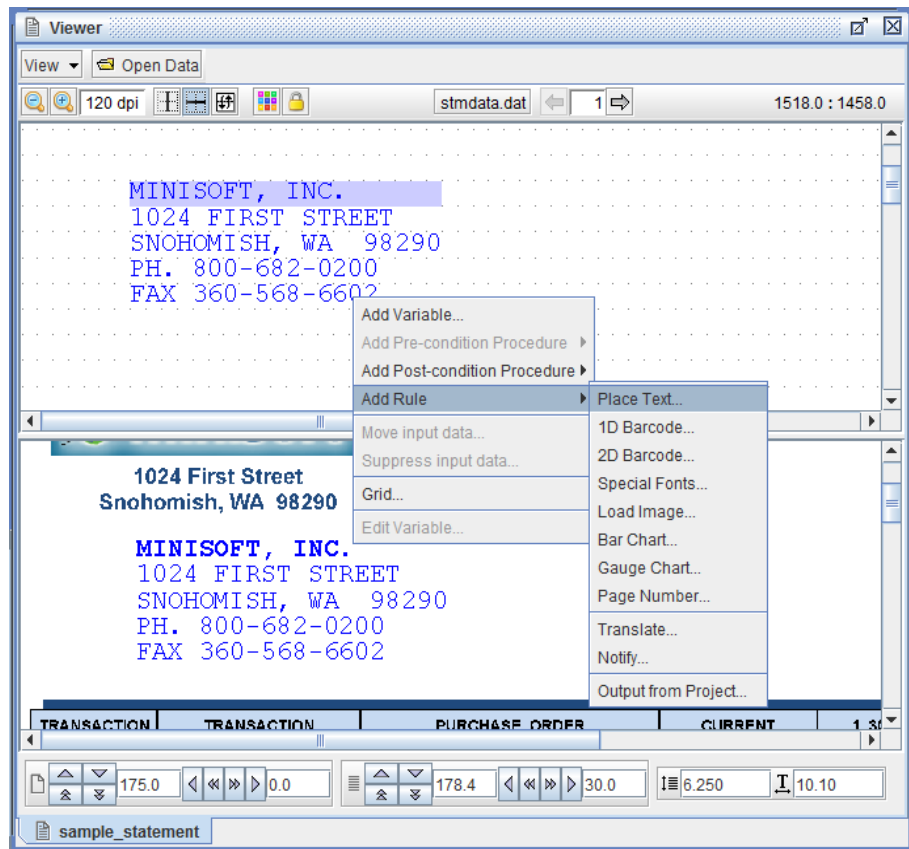 Viewer
View Open Data
120 dpi stmdata.dat 1 1518.0 : 1458.0
MINISOFT, INC.
1024 FIRST STREET
SNOHOMISH, WA 98290
PH. 800-682-0200
FAX 360-568-6602
Add Variable...
Add Pre-condition Procedure
Add Post-condition Procedure
Add Rule
Move input data...
Suppress input data...
Grid...
Edit Variable...
Place Text...
1D Barcode...
2D Barcode...
Special Fonts...
Load Image...
Bar Chart...
Gauge Chart...
Page Number...
Translate...
Notify...
Output from Project...
1024 First Street
Snohomish, WA 98290
MINISOFT, INC.
1024 FIRST STREET
SNOHOMISH, WA 98290
PH. 800-682-0200
FAX 360-568-6602
TRANSACTION TRANSACTION PURCHASE ORDER CURRENT
175.0 0.0 178.4 30.0 6.250 10.10
sample_statement